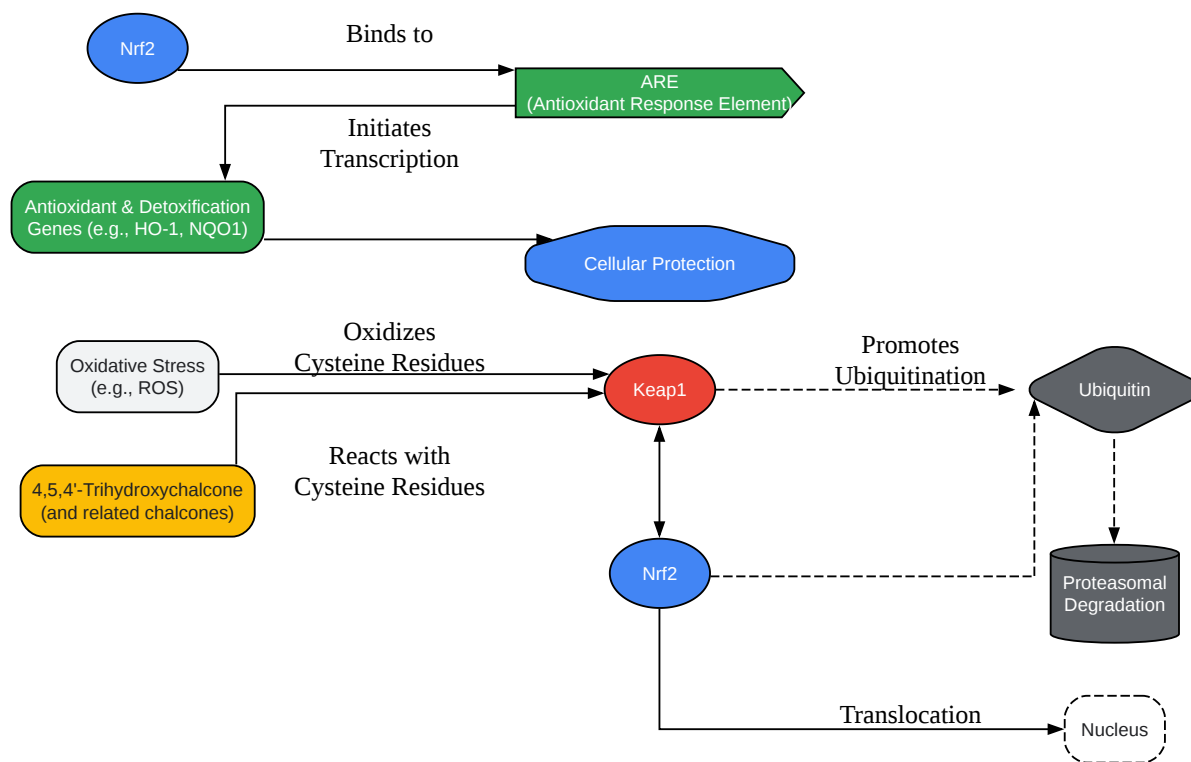 Nrf2
Binds to
ARE
(Antioxidant Response Element)
Initiates
Transcription
Antioxidant & Detoxification
Genes (e.g., HO-1, NQO1)
Cellular Protection
Oxidative Stress
(e.g., ROS)
Oxidizes
Cysteine Residues
Keap1
Promotes
Ubiquitination
Ubiquitin
4,5,4'-Trihydroxychalcone
(and related chalcones)
Reacts with
Cysteine Residues
Nrf2
Proteasomal
Degradation
Translocation
Nucleus